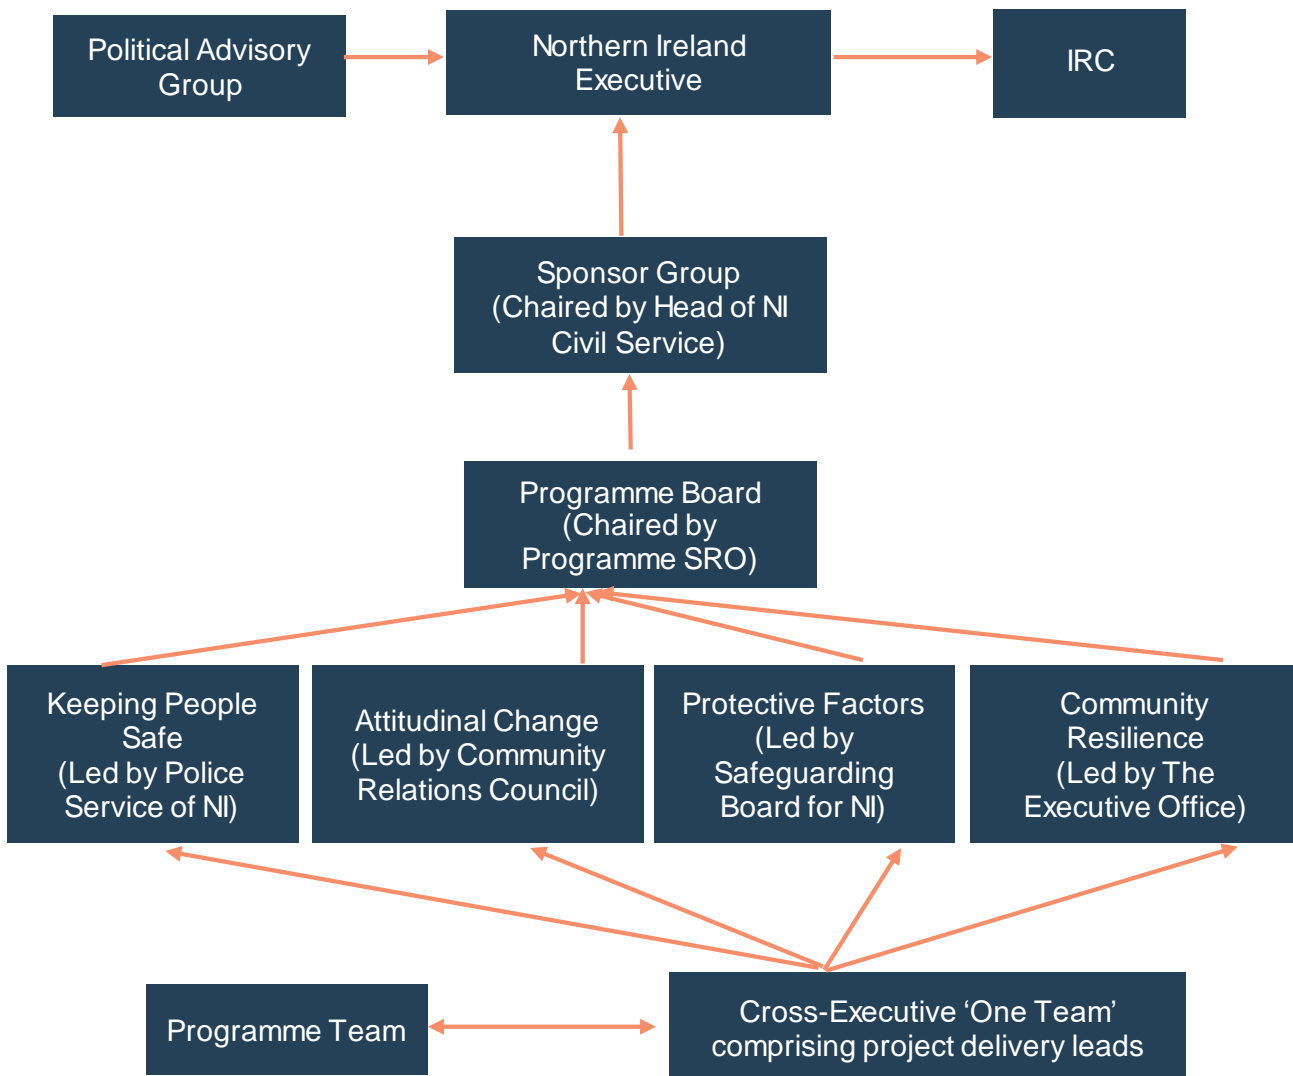 Political Advisory
Group
Northern Ireland
Executive
IRC
Sponsor Group
(Chaired by Head of NI
Civil Service)
Programme Board
(Chaired by
Programme SRO)
Keeping People
Safe
(Led by Police
Service of NI)
Attitudinal Change
(Led by Community
Relations Council)
Protective Factors
(Led by
Safeguarding
Board for NI)
Community
Resilience
(Led by The
Executive Office)
Programme Team
Cross-Executive ‘One Team’
comprising project delivery leads